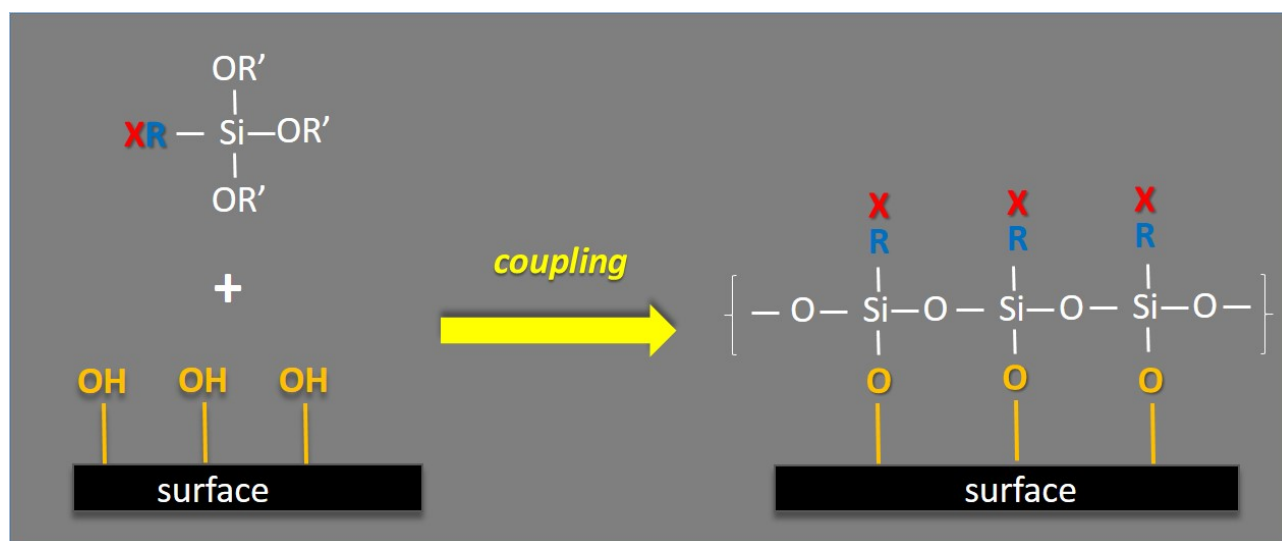 OR’
XR — Si—OR’
OR’
+
OH OH OH
surface
coupling
X X X
R R R
— O— Si—O — Si—O — Si—O —
O O O
surface